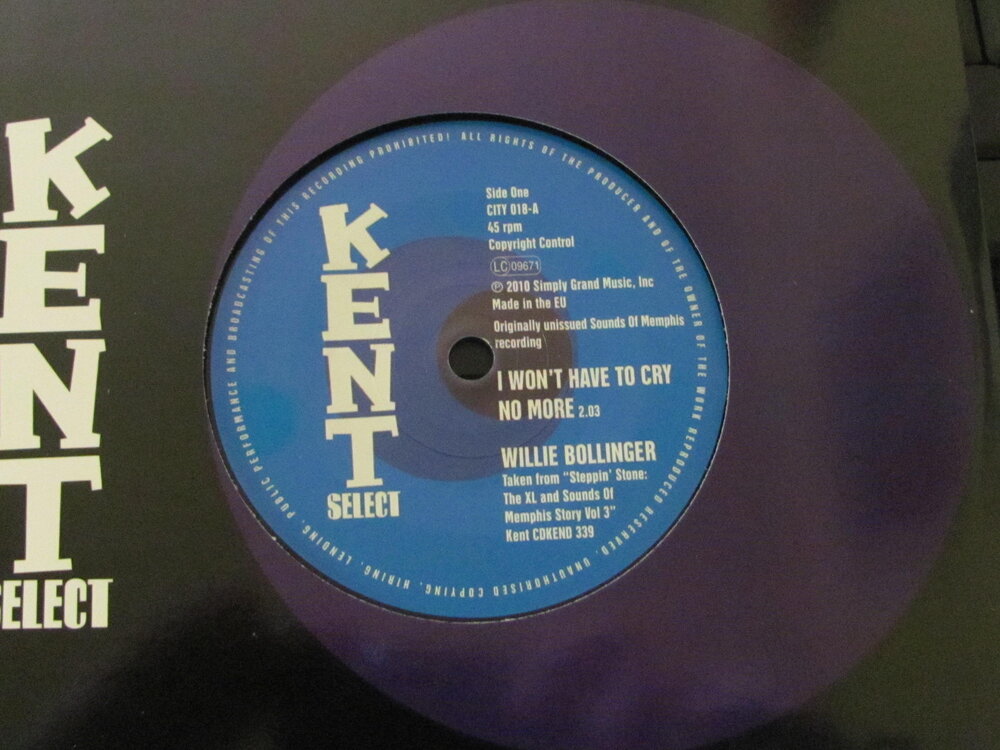 KENT
SELECT
KENT
SELECT
Side One
CITY 018-A
45 rpm
Copyright Control
LC 09671
℗ 2010 Simply Grand Music, Inc
Made in the EU
Originally unissued Sounds Of Memphis
recording
I WON'T HAVE TO CRY
NO MORE 2.03
WILLIE BOLLINGER
Taken from "Steppin' Stone:
The XL and Sounds Of
Memphis Story Vol 3"
Kent CDKEND 339
ALL RIGHTS OF THE PRODUCER AND OF THE OWNER OF THE WORK REPRODUCED RESERVED. UNAUTHORISED COPYING, HIRING, LENDING, PUBLIC PERFORMANCE AND BROADCASTING OF THIS RECORDING PROHIBITED!